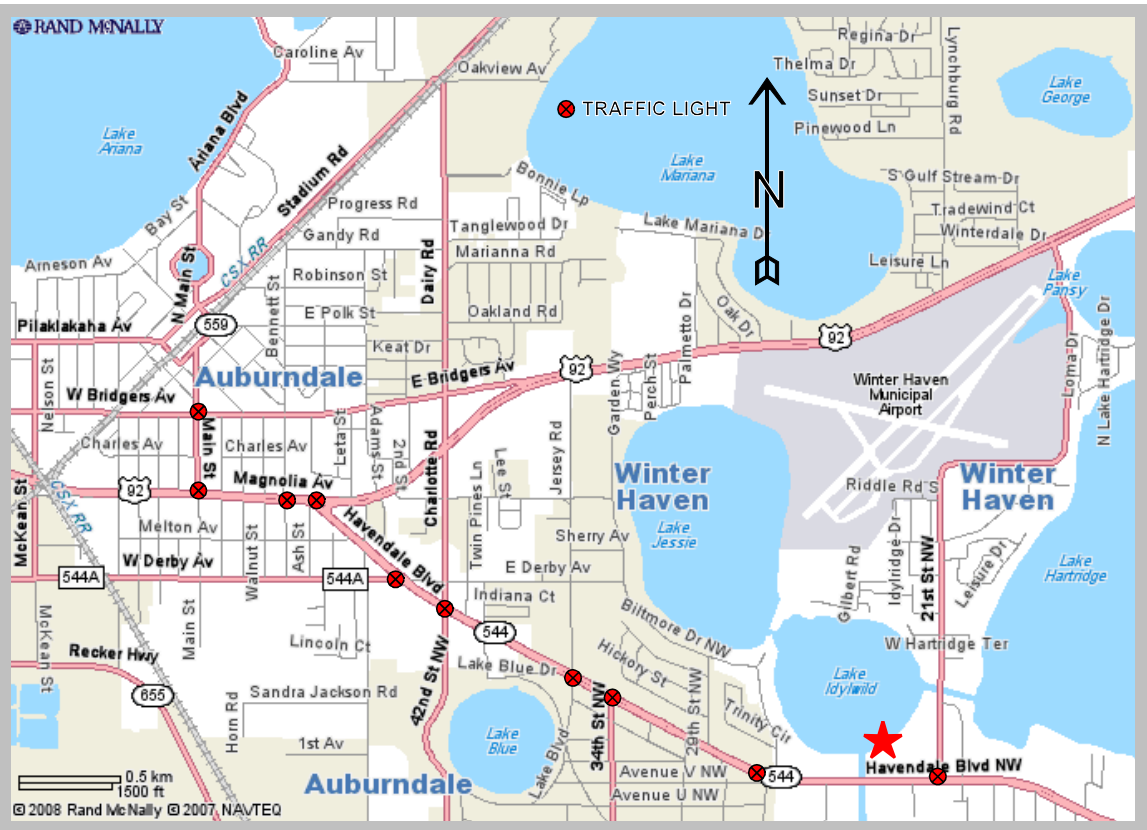 RAND McNALLY
Caroline Av
Oakview Av
Regina Dr
Thelma Dr
Lynchburg Rd
Sunset Dr
Pinewood Ln
Lake
George
TRAFFIC LIGHT
Ariana Blvd
Lake
Ariana
Stadium Rd
Lake
Mariana
N
Bonnie Lp
S Gulf Stream Dr
Bay St
Progress Rd
Tanglewood Dr
Lake Mariana D
Tradewind Ct
Winterdale Dr
Gandy Rd
Marianna Rd
Arneson Av
N Main St
CSX RR
Robinson St
Dairy Rd
Leisure Ln
Lake
Pansy
Bennett St
E Polk St
Oakland Rd
Palmetto Dr
Oak Dr
Pilaklakaha Av
559
Keat Dr
92
N Lake Hartridge Dr
Loma Dr
Auburndale
E Bridgers Av
92
Garden Wy
Perch St
Winter Haven
Municipal
Airport
Nelson St
W Bridgers Av
Main St
Charles Av
Charles Av
Leta St
Adams St
2nd St
Charlotte Rd
Lee St
Jersey Rd
Twin Pines Ln
Winter
Haven
Winter
Haven
Riddle Rd S
Magnolia Av
92
McKean St
CSX RR
Melton Av
Walnut St
Ash St
Havendale Blvd
Sherry Av
Lake
Jessie
Gilbert Rd
Idylridge Dr
21st St NW
Leisure Dr
Lake
Hartridge
W Derby Av
544A
544A
E Derby Av
Indiana Ct
Biltmore Dr NW
McKean St
Main St
Lincoln Ct
544
W Hartridge Ter
Recker Hwy
655
Lake Blue Dr
Hickory St
Lake
Idylwild
Sandra Jackson Rd
42nd St NW
34th St NW
29th St NW
Trinity Cir
Horn Rd
1st Av
Lake
Blue
Lake Blvd
Avenue V NW
544
Havendale Blvd NW
Auburndale
Avenue U NW
0.5 km
1500 ft
© 2008 Rand McNally © 2007 NAVTEQ